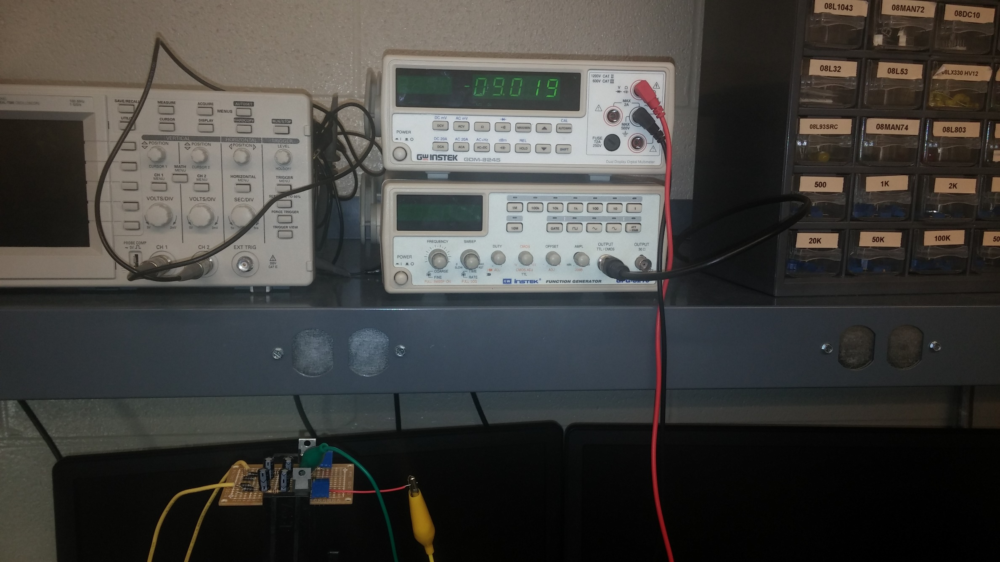 100 MHz
1 GS/s
SAVE/RECALL
MEASURE
ACQUIRE
AUTOSET
MENUS
UTILI
CURSOR
DISPLAY
HARDCOPY
RUN/STOP
VERTICAL
HORIZONTAL
TRIGGER
POSITION
POSITION
POSITION
LEVEL
CURSOR 1
MATH
MENU
CURSOR 2
HOLDOFF
CH 1
MENU
CH 2
MENU
HORIZONTAL
MENU
TRIGGER
MENU
VOLTS/DIV
VOLTS/DIV
SEC/DIV
TO 50%
FORCE TRIGGER
5V
2mV
5V
2mV
5s
5ns
TRIGGER VIEW
PROBE COMP
~ 5V
CH 1
CH 2
EXT TRIG
300V
CAT II
-09.019
1200V CAT II
600V CAT III
V Ω
MAX
2A
MAX
500V
FUSE
T2A
250V
DC mV
AC mV
CAL
DCV
ACV
Ω
MAX/MIN
AUTO/MAN
POWER
DC 20A
AC 20A
AC+Hz
dBm
REL
DCA
ACA
AC+DC
HOLD
SHIFT
GW INSTEK
GDM-8245
Dual Display Digital Multimeter
1M
100k
10k
1k
100
10
1
10M
GATE
ATT
-20dB
FREQUENCY
SWEEP
DUTY
CMOS
OFFSET
AMPL
OUTPUT
TTL / CMOS
OUTPUT
50 Ω
POWER
SLOW
FAST
COARSE
FINE
PULL SWEEP ON
TIME
RATE
PULL LOG
ADJ
CMOS ADJ
TTL
ADJ
MIN
20dB
GW INSTEK
FUNCTION GENERATOR
08L1043
08MAN72
08DC10
08L32
08L53
08LX330 HV12
08L93SRC
08MAN74
08L803
500
1K
2K
20K
50K
100K
50